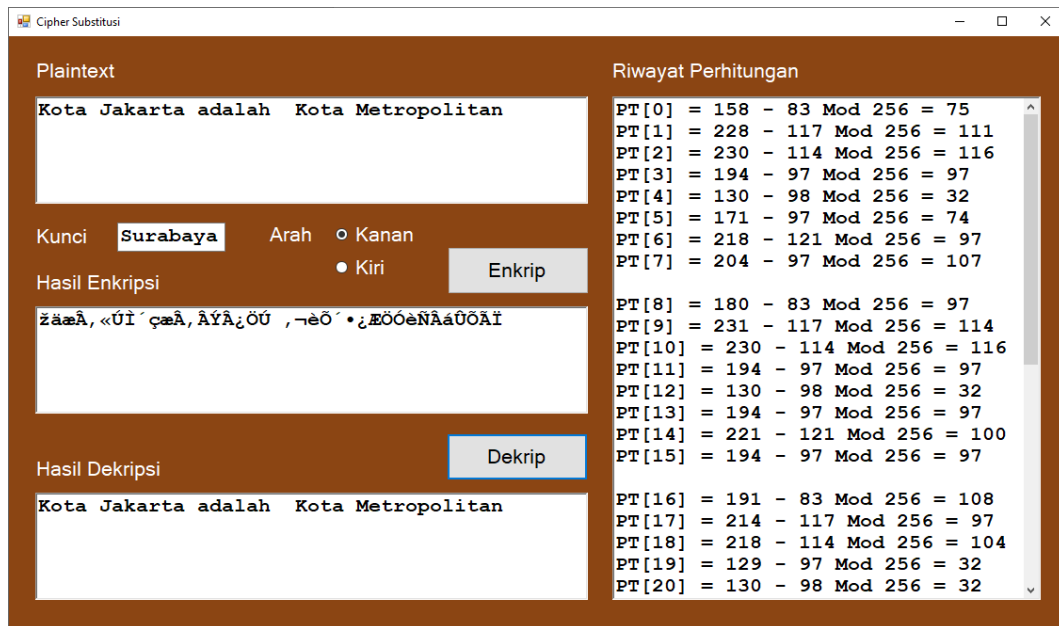 Cipher Substitusi
Plaintext
Kota Jakarta adalah  Kota Metropolitan
Kunci
Surabaya
Arah
Kanan
Kiri
Enkrip
Hasil Enkripsi
žäæÂ‚«ÚÌ´çæÂ‚ÂÝÂ¿ÖÚ ‚¬èÕ´•¿ÆÖÓèÑÂáÛÕÃÏ
Dekrip
Hasil Dekripsi
Kota Jakarta adalah  Kota Metropolitan
Riwayat Perhitungan
PT[0] = 158 - 83 Mod 256 = 75
PT[1] = 228 - 117 Mod 256 = 111
PT[2] = 230 - 114 Mod 256 = 116
PT[3] = 194 - 97 Mod 256 = 97
PT[4] = 130 - 98 Mod 256 = 32
PT[5] = 171 - 97 Mod 256 = 74
PT[6] = 218 - 121 Mod 256 = 97
PT[7] = 204 - 97 Mod 256 = 107
PT[8] = 180 - 83 Mod 256 = 97
PT[9] = 231 - 117 Mod 256 = 114
PT[10] = 230 - 114 Mod 256 = 116
PT[11] = 194 - 97 Mod 256 = 97
PT[12] = 130 - 98 Mod 256 = 32
PT[13] = 194 - 97 Mod 256 = 97
PT[14] = 221 - 121 Mod 256 = 100
PT[15] = 194 - 97 Mod 256 = 97
PT[16] = 191 - 83 Mod 256 = 108
PT[17] = 214 - 117 Mod 256 = 97
PT[18] = 218 - 114 Mod 256 = 104
PT[19] = 129 - 97 Mod 256 = 32
PT[20] = 130 - 98 Mod 256 = 32